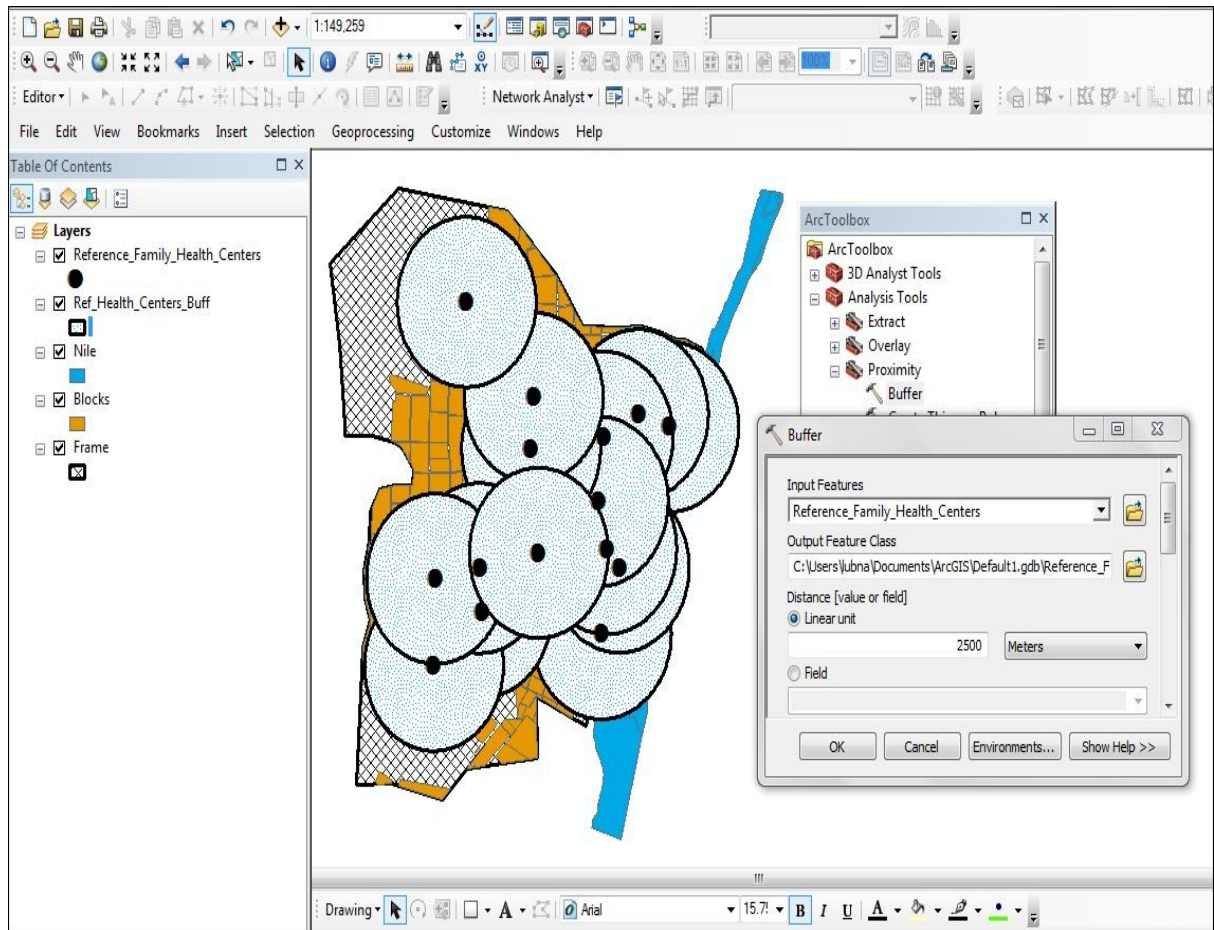 1:149,259
100%
Editor
Network Analyst
File Edit View Bookmarks Insert Selection Geoprocessing Customize Windows Help
Table Of Contents
Layers
Reference_Family_Health_Centers
Ref_Health_Centers_Buff
Nile
Blocks
Frame
ArcToolbox
ArcToolbox
3D Analyst Tools
Analysis Tools
Extract
Overlay
Proximity
Buffer
Buffer
Input Features
Reference_Family_Health_Centers
Output Feature Class
C:\Users\lubna\Documents\ArcGIS\Default1.gdb\Reference_F
Distance [value or field]
Linear unit
2500 Meters
Field
OK Cancel Environments... Show Help >>
Drawing A Arial B I U A